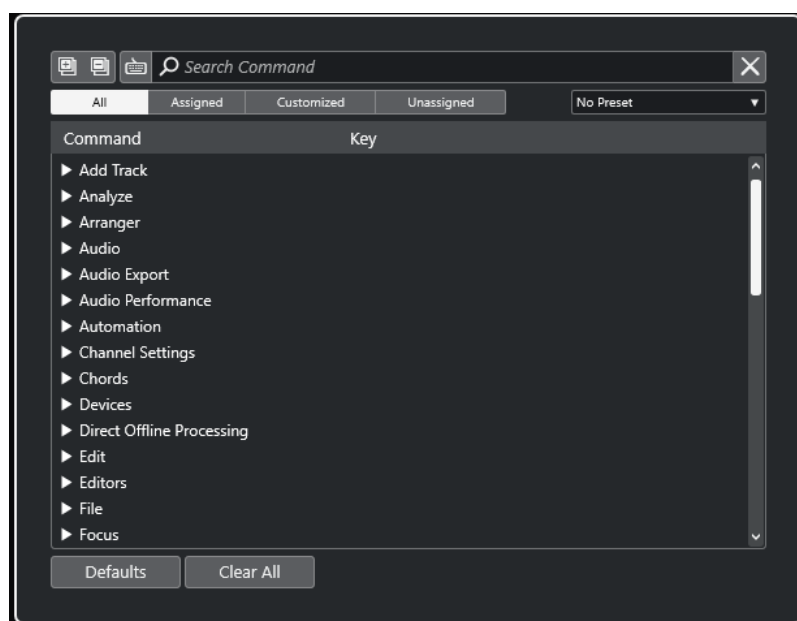 Search Command
All Assigned Customized Unassigned No Preset
Command Key
Add Track
Analyze
Arranger
Audio
Audio Export
Audio Performance
Automation
Channel Settings
Chords
Devices
Direct Offline Processing
Edit
Editors
File
Focus
Defaults Clear All